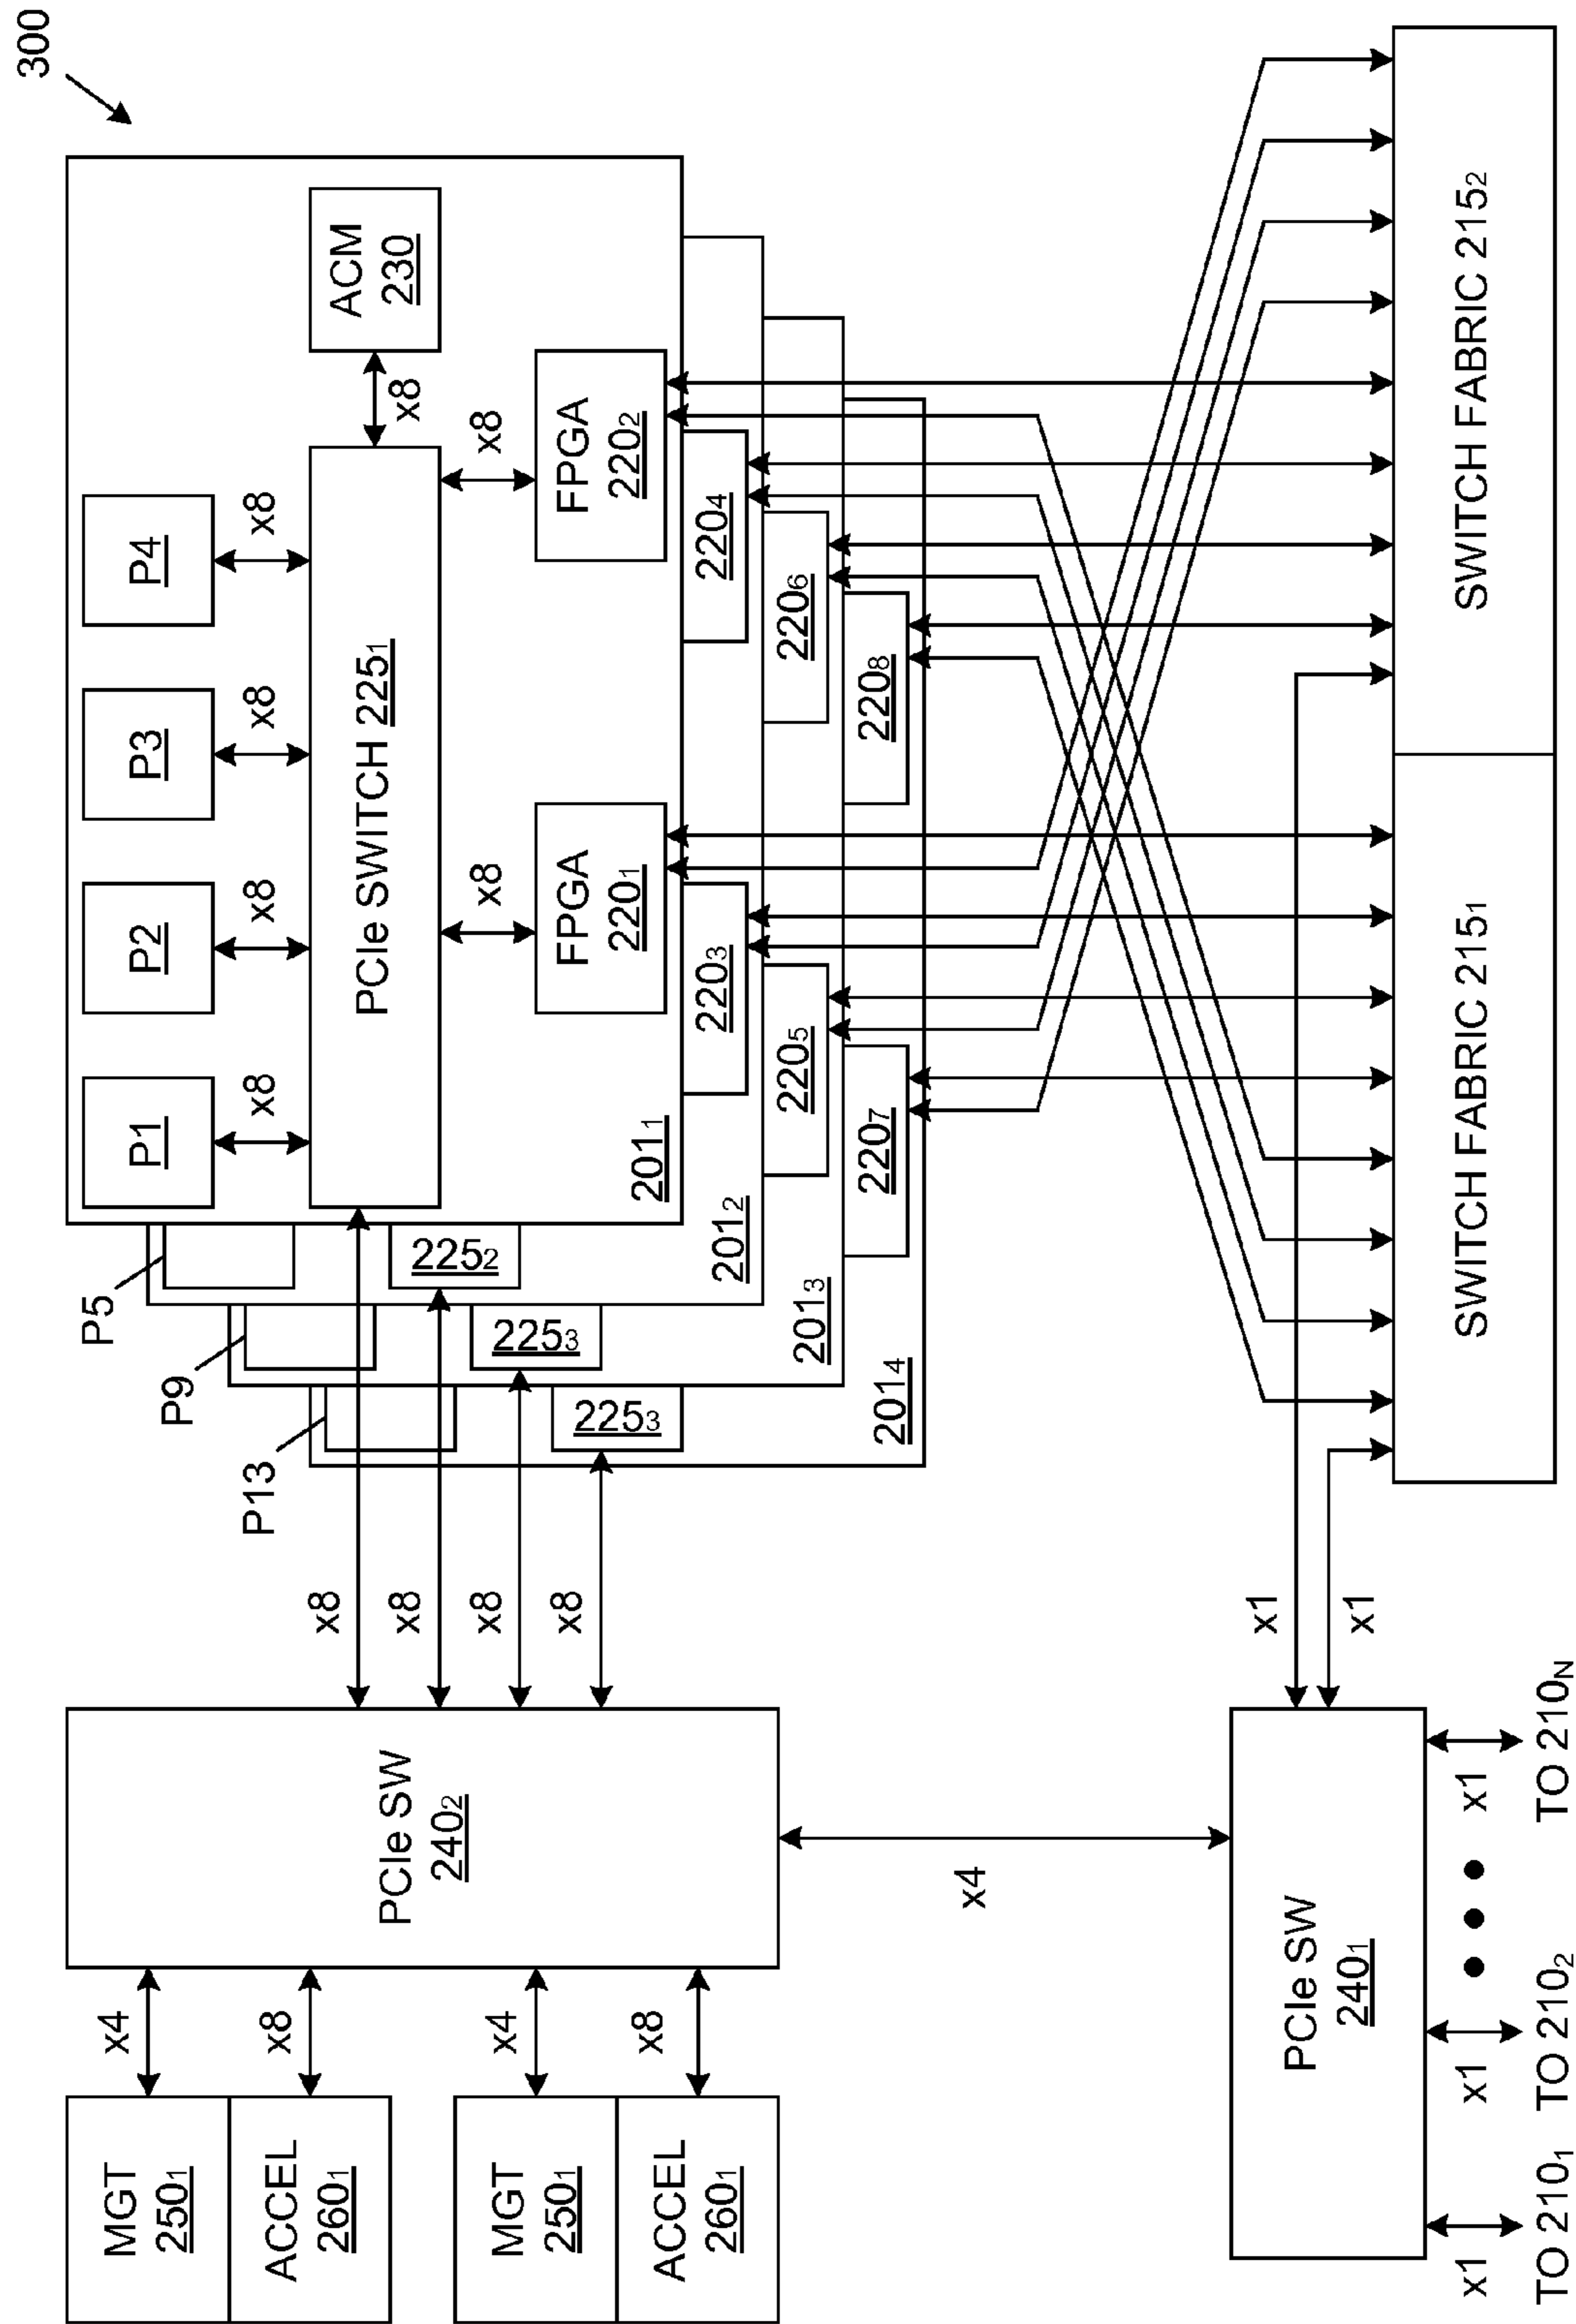 300
P1
P2
P3
P4
x8
x8
x8
x8
PCIe SWITCH 225₁
x8
ACM
230
x8
x8
FPGA
220₁
FPGA
220₂
201₁
P5
225₂
220₃
220₄
201₂
P9
225₃
220₅
220₆
201₃
P13
225₃
220₇
220₈
201₄
x8
x8
x8
x8
MGT
250₁
x4
ACCEL
260₁
x8
MGT
250₁
x4
ACCEL
260₁
x8
PCIe SW
240₂
x4
PCIe SW
240₁
x1
x1
x1
x1
x1
TO 210₁
TO 210₂
TO 210N
SWITCH FABRIC 215₁
SWITCH FABRIC 215₂